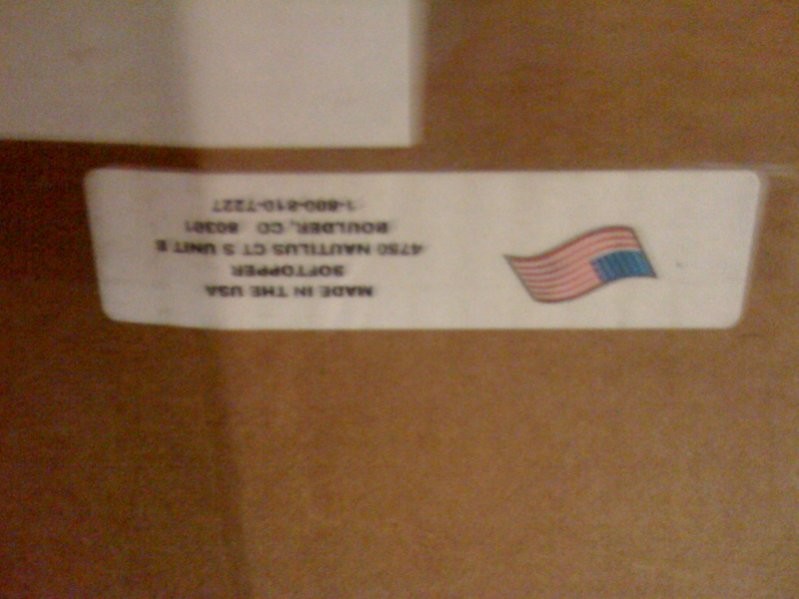 MADE IN THE USA
SOFTOPPER
4750 NAUTILUS CT S UNIT B
BOULDER, CO 80301
1-800-810-7227